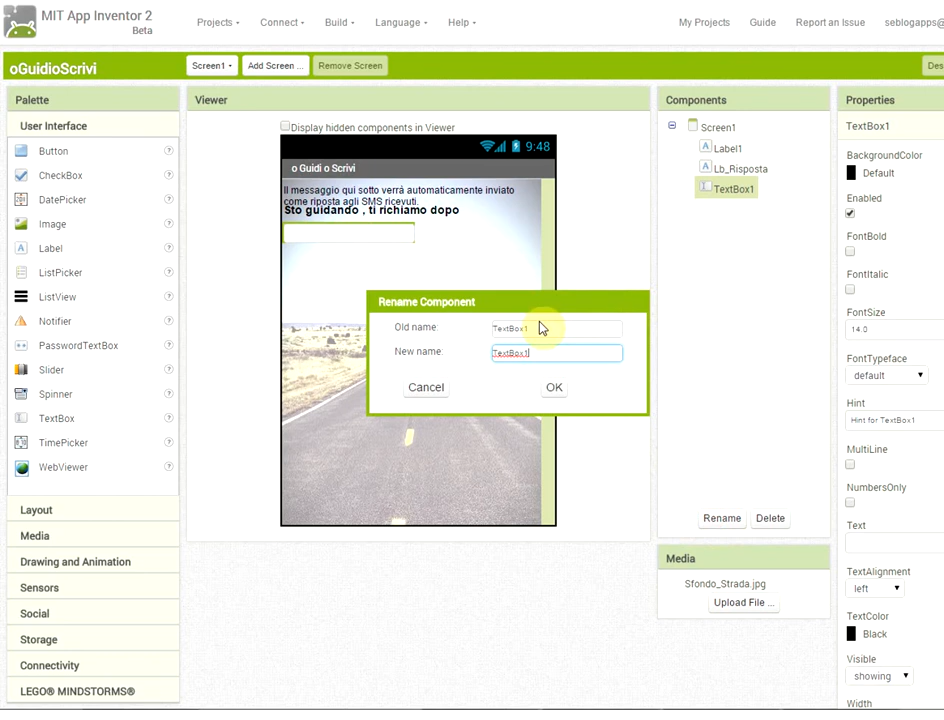 MIT App Inventor 2
Beta
Projects
Connect
Build
Language
Help
My Projects
Guide
Report an Issue
seblogapps@
oGuidioScrivi
Screen1
Add Screen ...
Remove Screen
Des
Palette
User Interface
Button
CheckBox
DatePicker
Image
Label
ListPicker
ListView
Notifier
PasswordTextBox
Slider
Spinner
TextBox
TimePicker
WebViewer
Layout
Media
Drawing and Animation
Sensors
Social
Storage
Connectivity
LEGO® MINDSTORMS®
Viewer
Display hidden components in Viewer
9:48
o Guidi o Scrivi
Il messaggio qui sotto verrà automaticamente inviato
come riposta agli SMS ricevuti.
Sto guidando , ti richiamo dopo
Rename Component
Old name:
TextBox1
New name:
TextBox1
Cancel
OK
Components
Screen1
Label1
Lb_Risposta
TextBox1
Rename
Delete
Media
Sfondo_Strada.jpg
Upload File ...
Properties
TextBox1
BackgroundColor
Default
Enabled
FontBold
FontItalic
FontSize
14.0
FontTypeface
default
Hint
Hint for TextBox1
MultiLine
NumbersOnly
Text
TextAlignment
left
TextColor
Black
Visible
showing
Width